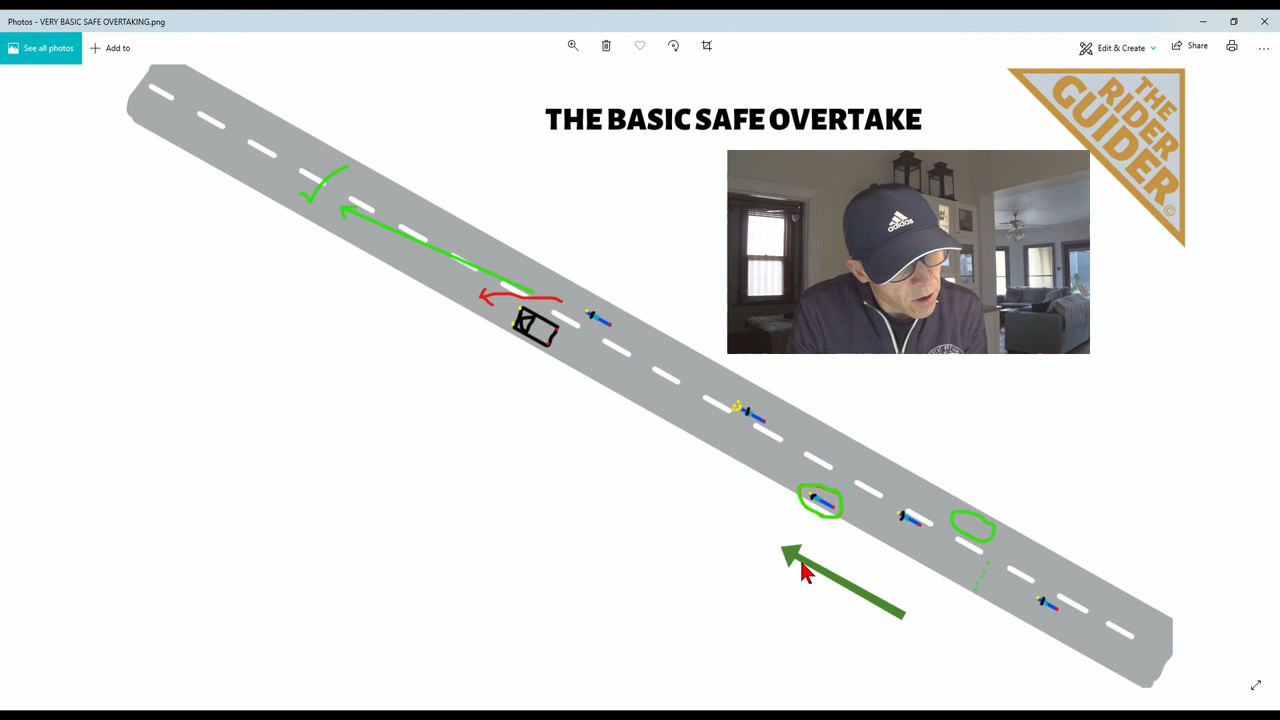 Photos - VERY BASIC SAFE OVERTAKING.png
See all photos
Add to
Edit & Create
Share
THE BASIC SAFE OVERTAKE
THE
RIDER
GUIDER
©
adidas